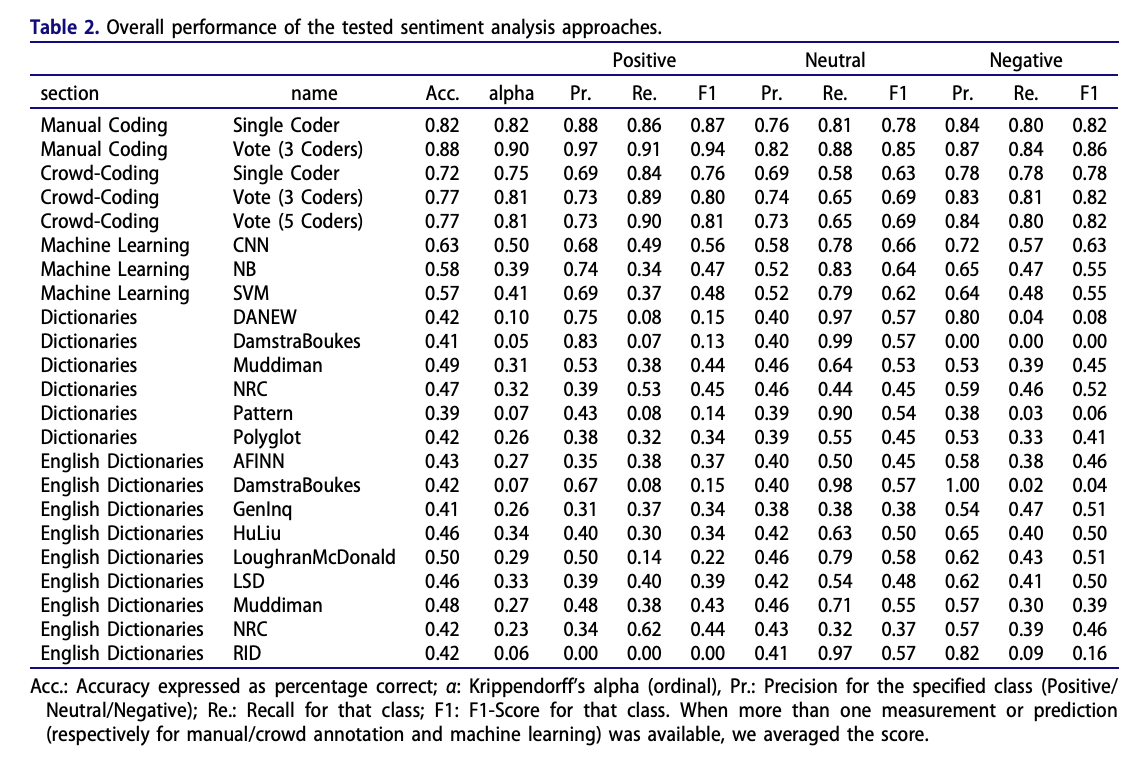 Table 2. Overall performance of the tested sentiment analysis approaches.
Positive Neutral Negative
section name Acc. alpha Pr. Re. F1 Pr. Re. F1 Pr. Re. F1
Manual Coding Single Coder 0.82 0.82 0.88 0.86 0.87 0.76 0.81 0.78 0.84 0.80 0.82
Manual Coding Vote (3 Coders) 0.88 0.90 0.97 0.91 0.94 0.82 0.88 0.85 0.87 0.84 0.86
Crowd-Coding Single Coder 0.72 0.75 0.69 0.84 0.76 0.69 0.58 0.63 0.78 0.78 0.78
Crowd-Coding Vote (3 Coders) 0.77 0.81 0.73 0.89 0.80 0.74 0.65 0.69 0.83 0.81 0.82
Crowd-Coding Vote (5 Coders) 0.77 0.81 0.73 0.90 0.81 0.73 0.65 0.69 0.84 0.80 0.82
Machine Learning CNN 0.63 0.50 0.68 0.49 0.56 0.58 0.78 0.66 0.72 0.57 0.63
Machine Learning NB 0.58 0.39 0.74 0.34 0.47 0.52 0.83 0.64 0.65 0.47 0.55
Machine Learning SVM 0.57 0.41 0.69 0.37 0.48 0.52 0.79 0.62 0.64 0.48 0.55
Dictionaries DANEW 0.42 0.10 0.75 0.08 0.15 0.40 0.97 0.57 0.80 0.04 0.08
Dictionaries DamstraBoukes 0.41 0.05 0.83 0.07 0.13 0.40 0.99 0.57 0.00 0.00 0.00
Dictionaries Muddiman 0.49 0.31 0.53 0.38 0.44 0.46 0.64 0.53 0.53 0.39 0.45
Dictionaries NRC 0.47 0.32 0.39 0.53 0.45 0.46 0.44 0.45 0.59 0.46 0.52
Dictionaries Pattern 0.39 0.07 0.43 0.08 0.14 0.39 0.90 0.54 0.38 0.03 0.06
Dictionaries Polyglot 0.42 0.26 0.38 0.32 0.34 0.39 0.55 0.45 0.53 0.33 0.41
English Dictionaries AFINN 0.43 0.27 0.35 0.38 0.37 0.40 0.50 0.45 0.58 0.38 0.46
English Dictionaries DamstraBoukes 0.42 0.07 0.67 0.08 0.15 0.40 0.98 0.57 1.00 0.02 0.04
English Dictionaries GenInq 0.41 0.26 0.31 0.37 0.34 0.38 0.38 0.38 0.54 0.47 0.51
English Dictionaries HuLiu 0.46 0.34 0.40 0.30 0.34 0.42 0.63 0.50 0.65 0.40 0.50
English Dictionaries LoughranMcDonald 0.50 0.29 0.50 0.14 0.22 0.46 0.79 0.58 0.62 0.43 0.51
English Dictionaries LSD 0.46 0.33 0.39 0.40 0.39 0.42 0.54 0.48 0.62 0.41 0.50
English Dictionaries Muddiman 0.48 0.27 0.48 0.38 0.43 0.46 0.71 0.55 0.57 0.30 0.39
English Dictionaries NRC 0.42 0.23 0.34 0.62 0.44 0.43 0.32 0.37 0.57 0.39 0.46
English Dictionaries RID 0.42 0.06 0.00 0.00 0.00 0.41 0.97 0.57 0.82 0.09 0.16
Acc.: Accuracy expressed as percentage correct; α: Krippendorff's alpha (ordinal), Pr.: Precision for the specified class (Positive/
Neutral/Negative); Re.: Recall for that class; F1: F1-Score for that class. When more than one measurement or prediction
(respectively for manual/crowd annotation and machine learning) was available, we averaged the score.